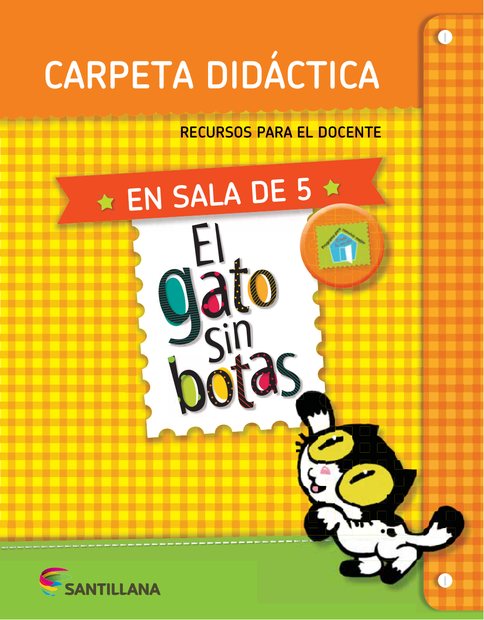 CARPETA DIDÁCTICA
RECURSOS PARA EL DOCENTE
EN SALA DE 5
El
gato
sin
botas
SANTILLANA